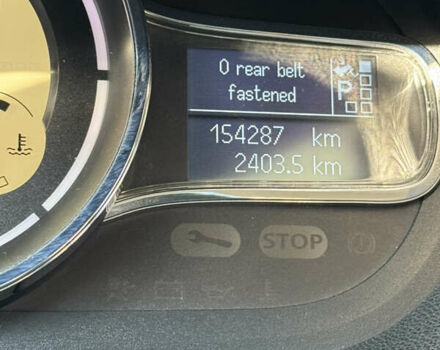 0 rear belt
fastened
P
154287 km
2403.5 km
STOP